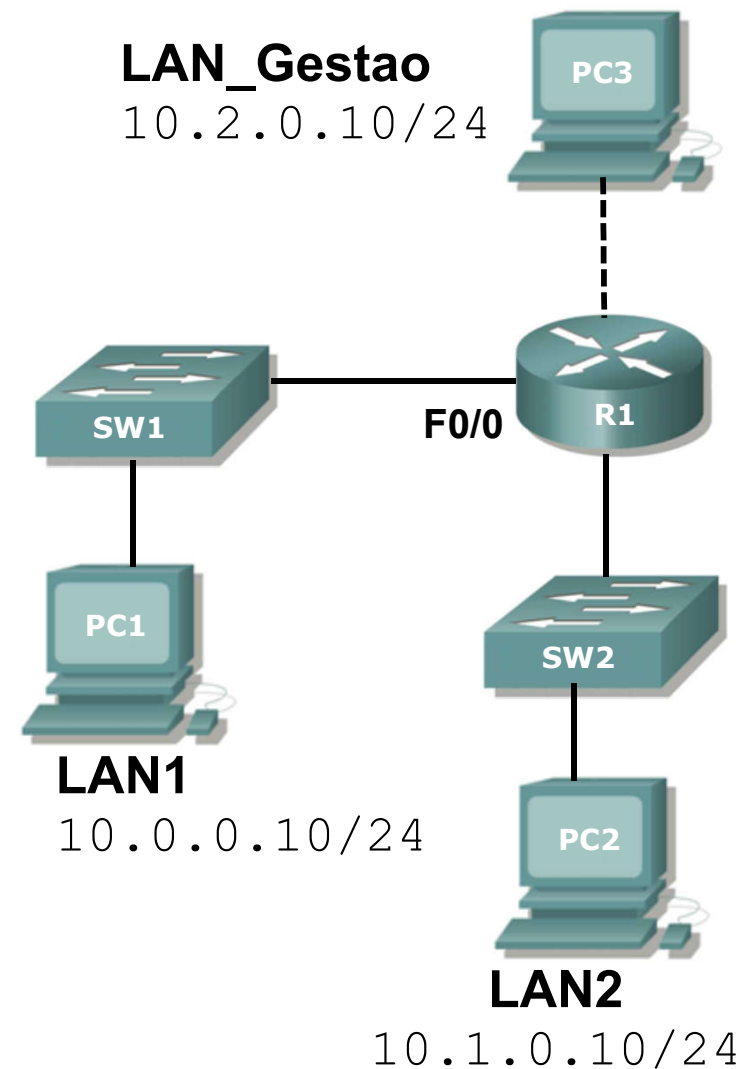 LAN_Gestao
10.2.0.10/24
PC3
SW1
F0/0
R1
PC1
LAN1
10.0.0.10/24
SW2
PC2
LAN2
10.1.0.10/24